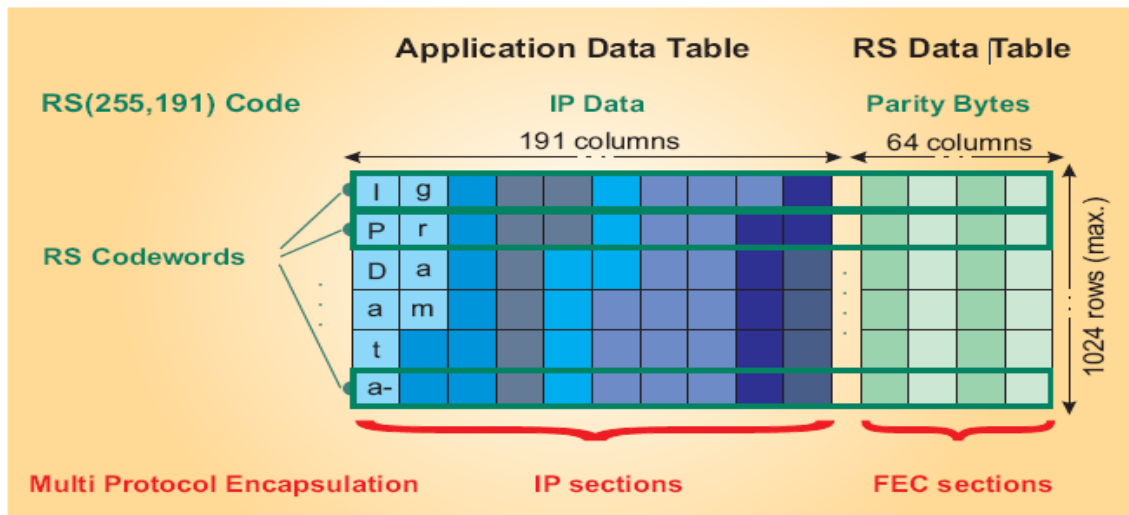 Application Data Table
RS Data Table
RS(255,191) Code
IP Data
Parity Bytes
191 columns
64 columns
I g
P r
D a
a m
t
a-
RS Codewords
1024 rows (max.)
Multi Protocol Encapsulation
IP sections
FEC sections